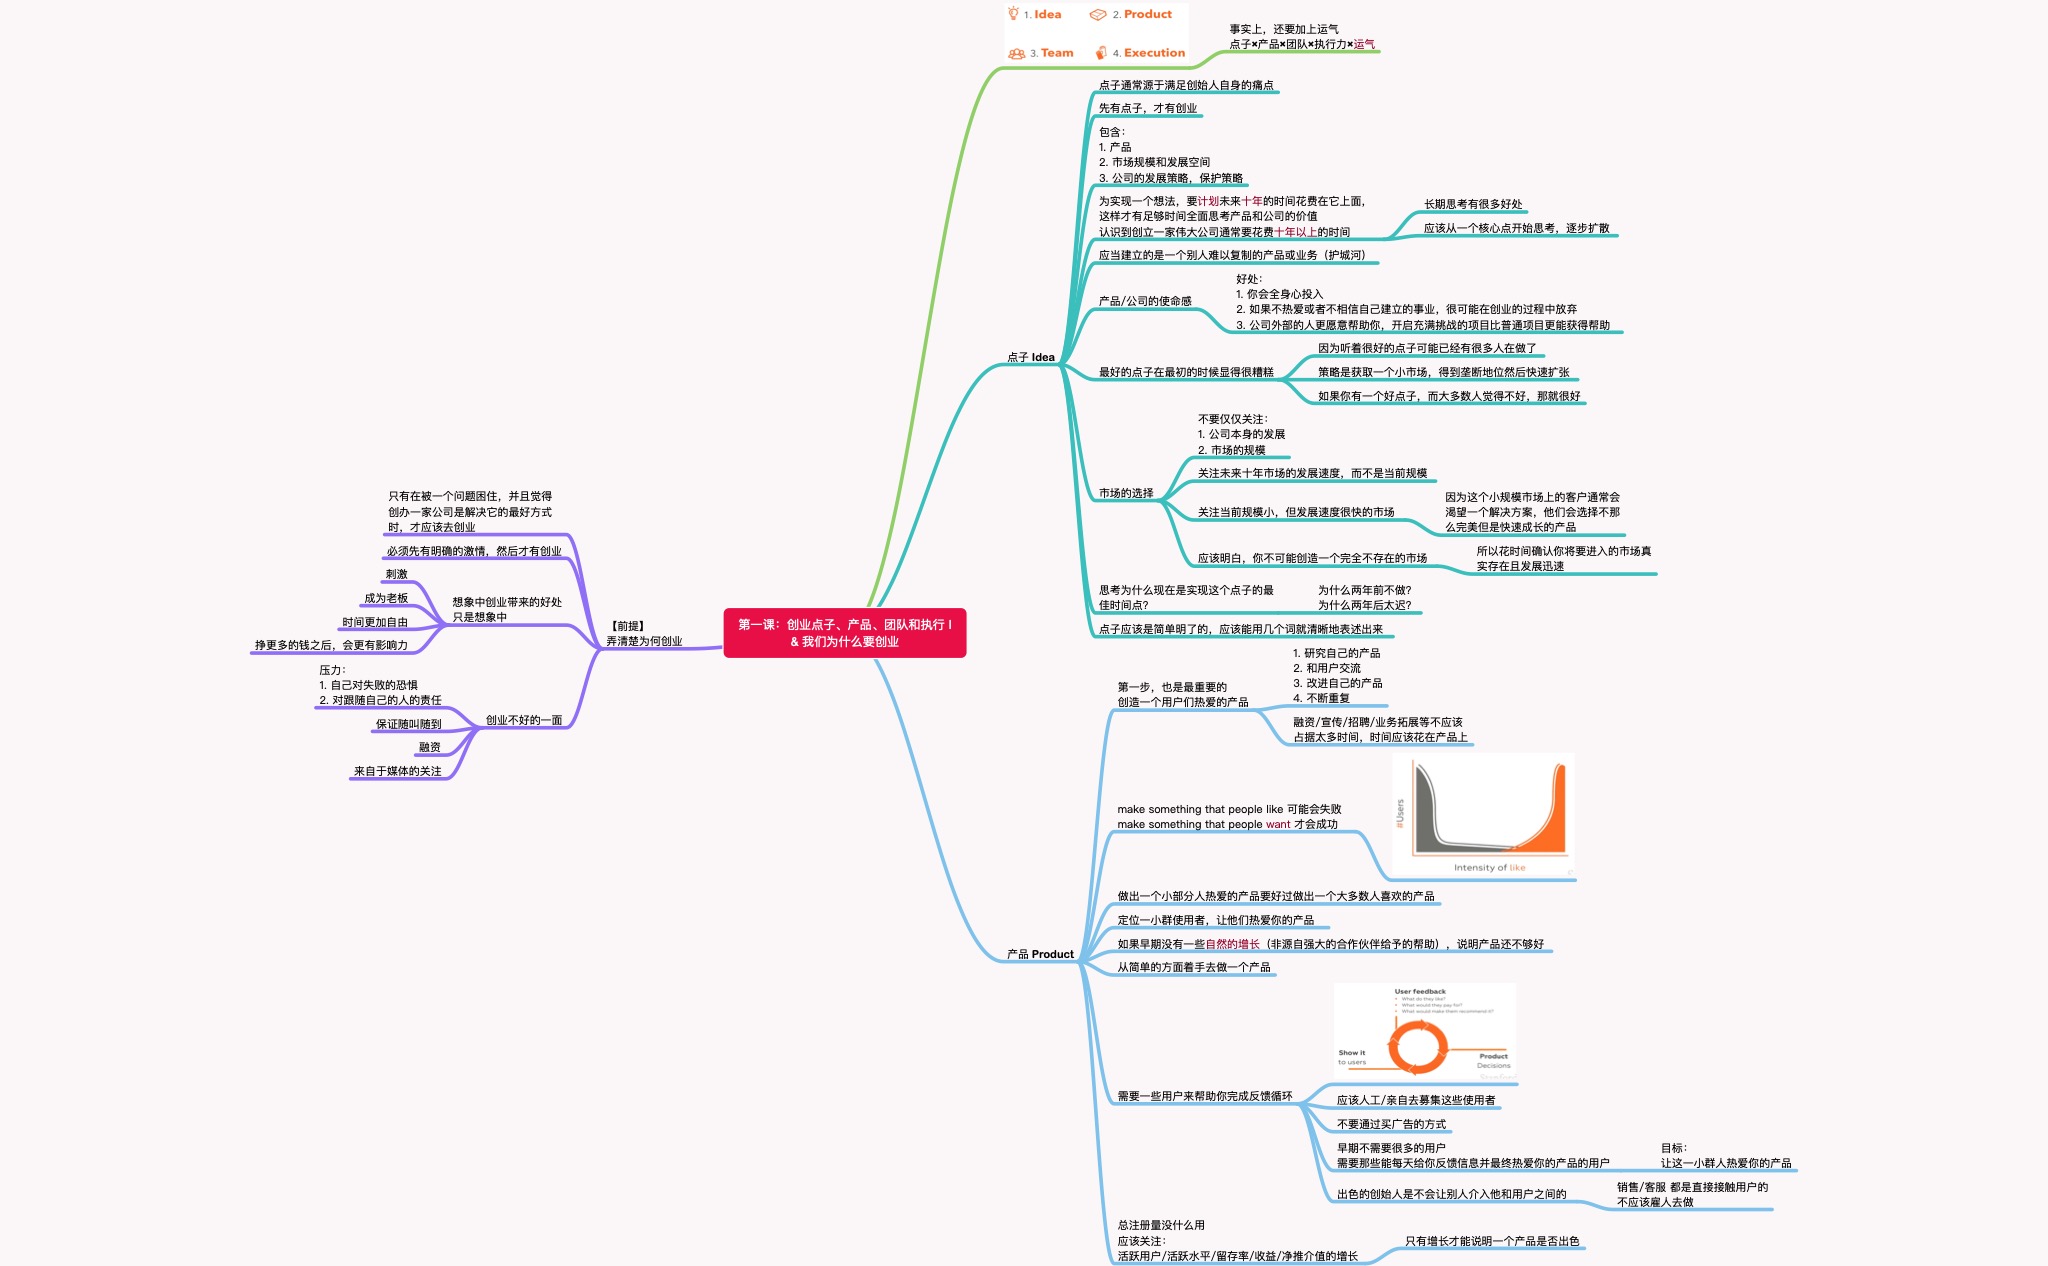 1. Idea
2. Product
3. Team
4. Execution
事实上，还要加上运气
点子×产品×团队×执行力×运气
点子通常源于满足创始人自身的痛点
先有点子，才有创业
包含：
1. 产品
2. 市场规模和发展空间
3. 公司的发展策略，保护策略
为实现一个想法，要计划未来十年的时间花费在它上面，
这样才有足够时间全面思考产品和公司的价值
认识到创立一家伟大公司通常要花费十年以上的时间
长期思考有很多好处
应该从一个核心点开始思考，逐步扩散
应当建立的是一个别人难以复制的产品或业务（护城河）
产品/公司的使命感
好处：
1. 你会全身心投入
2. 如果不热爱或者不相信自己建立的事业，很可能在创业的过程中放弃
3. 公司外部的人更愿意帮助你，开启充满挑战的项目比普通项目更能获得帮助
点子 Idea
最好的点子在最初的时候显得很糟糕
因为听着很好的点子可能已经有很多人在做了
策略是获取一个小市场，得到垄断地位然后快速扩张
如果你有一个好点子，而大多数人觉得不好，那就很好
市场的选择
不要仅仅关注：
1. 公司本身的发展
2. 市场的规模
关注未来十年市场的发展速度，而不是当前规模
关注当前规模小，但发展速度很快的市场
因为这个小规模市场上的客户通常会
渴望一个解决方案，他们会选择不那
么完美但是快速成长的产品
应该明白，你不可能创造一个完全不存在的市场
所以花时间确认你将要进入的市场真
实存在且发展迅速
思考为什么现在是实现这个点子的最
佳时间点？
为什么两年前不做？
为什么两年后太迟？
点子应该是简单明了的，应该能用几个词就清晰地表述出来
第一课：创业点子、产品、团队和执行 I
& 我们为什么要创业
【前提】
弄清楚为何创业
只有在被一个问题困住，并且觉得
创办一家公司是解决它的最好方式
时，才应该去创业
必须先有明确的激情，然后才有创业
想象中创业带来的好处
只是想象中
刺激
成为老板
时间更加自由
挣更多的钱之后，会更有影响力
创业不好的一面
压力：
1. 自己对失败的恐惧
2. 对跟随自己的人的责任
保证随叫随到
融资
来自于媒体的关注
产品 Product
第一步，也是最重要的
创造一个用户们热爱的产品
1. 研究自己的产品
2. 和用户交流
3. 改进自己的产品
4. 不断重复
融资/宣传/招聘/业务拓展等不应该
占据太多时间，时间应该花在产品上
make something that people like 可能会失败
make something that people want 才会成功
#Users
Intensity of like
做出一个小部分人热爱的产品要好过做出一个大多数人喜欢的产品
定位一小群使用者，让他们热爱你的产品
如果早期没有一些自然的增长（非源自强大的合作伙伴给予的帮助），说明产品还不够好
从简单的方面着手去做一个产品
需要一些用户来帮助你完成反馈循环
User feedback
• What do they like?
• What would they pay for?
• What would make them recommend it?
Show it
to users
Product
Decisions
应该人工/亲自去募集这些使用者
不要通过买广告的方式
早期不需要很多的用户
需要那些能每天给你反馈信息并最终热爱你的产品的用户
目标：
让这一小群人热爱你的产品
出色的创始人是不会让别人介入他和用户之间的
销售/客服 都是直接接触用户的
不应该雇人去做
总注册量没什么用
应该关注：
活跃用户/活跃水平/留存率/收益/净推介值的增长
只有增长才能说明一个产品是否出色